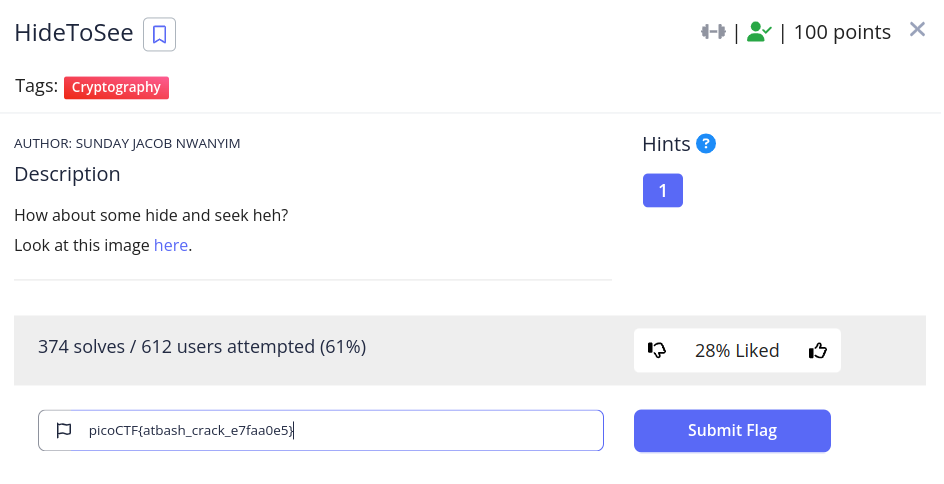 HideToSee
| | 100 points
Tags: Cryptography
AUTHOR: SUNDAY JACOB NWANYIM
Hints ?
Description
1
How about some hide and seek heh?
Look at this image here.
374 solves / 612 users attempted (61%)
28% Liked
picoCTF{atbash_crack_e7faa0e5}
Submit Flag